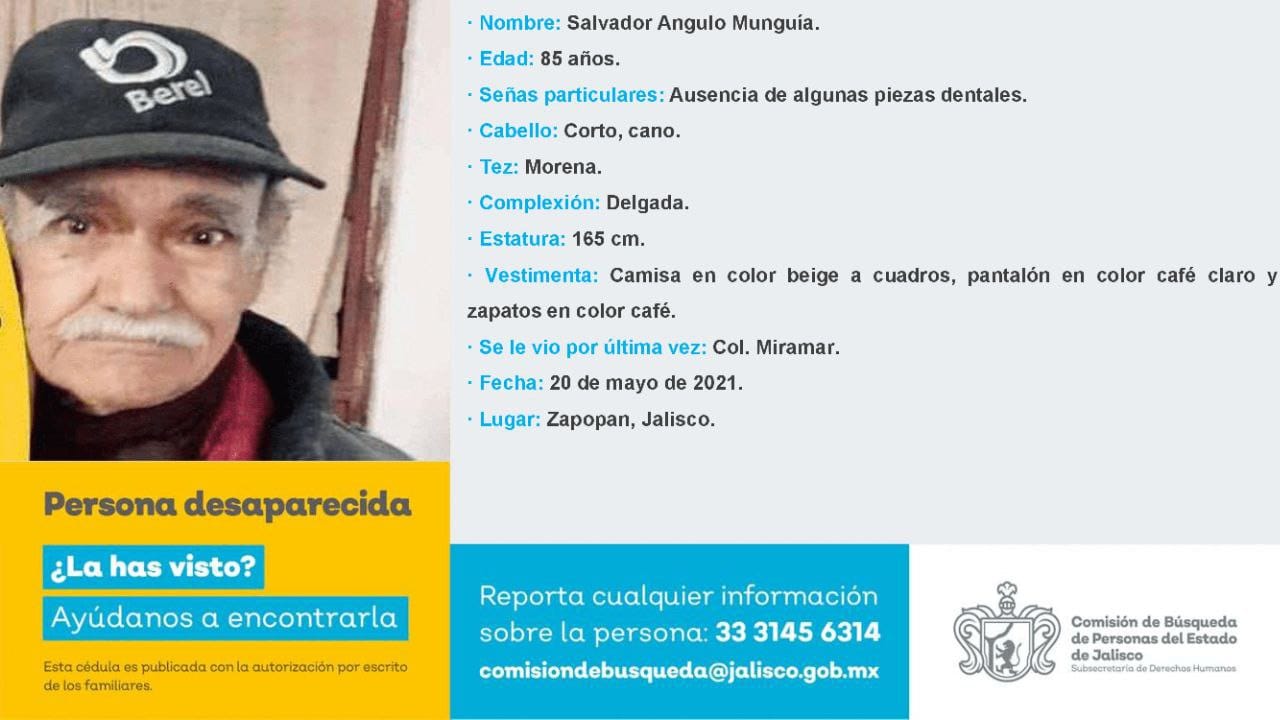 Berel
· Nombre: Salvador Angulo Munguía.
· Edad: 85 años.
· Señas particulares: Ausencia de algunas piezas dentales.
· Cabello: Corto, cano.
· Tez: Morena.
· Complexión: Delgada.
· Estatura: 165 cm.
· Vestimenta: Camisa en color beige a cuadros, pantalón en color café claro y
zapatos en color café.
· Se le vio por última vez: Col. Miramar.
· Fecha: 20 de mayo de 2021.
· Lugar: Zapopan, Jalisco.
Persona desaparecida
¿La has visto?
Ayúdanos a encontrarla
Esta cédula es publicada con la autorización por escrito
de los familiares.
Reporta cualquier información
sobre la persona: 33 3145 6314
comisiondebusqueda@jalisco.gob.mx
Comisión de Búsqueda
de Personas del Estado
de Jalisco
Subsecretaría de Derechos Humanos